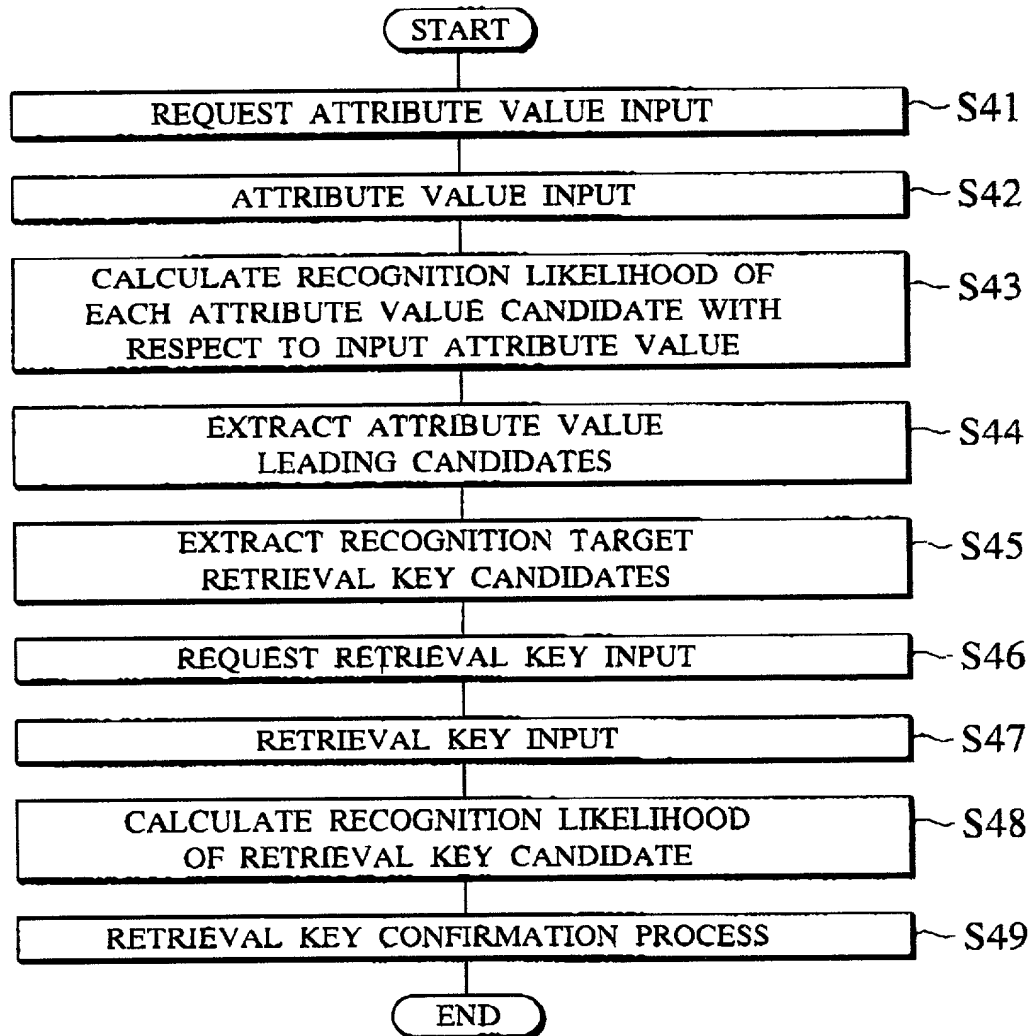 START
REQUEST ATTRIBUTE VALUE INPUT
S41
ATTRIBUTE VALUE INPUT
S42
CALCULATE RECOGNITION LIKELIHOOD OF
EACH ATTRIBUTE VALUE CANDIDATE WITH
RESPECT TO INPUT ATTRIBUTE VALUE
S43
EXTRACT ATTRIBUTE VALUE
LEADING CANDIDATES
S44
EXTRACT RECOGNITION TARGET
RETRIEVAL KEY CANDIDATES
S45
REQUEST RETRIEVAL KEY INPUT
S46
RETRIEVAL KEY INPUT
S47
CALCULATE RECOGNITION LIKELIHOOD
OF RETRIEVAL KEY CANDIDATE
S48
RETRIEVAL KEY CONFIRMATION PROCESS
S49
END